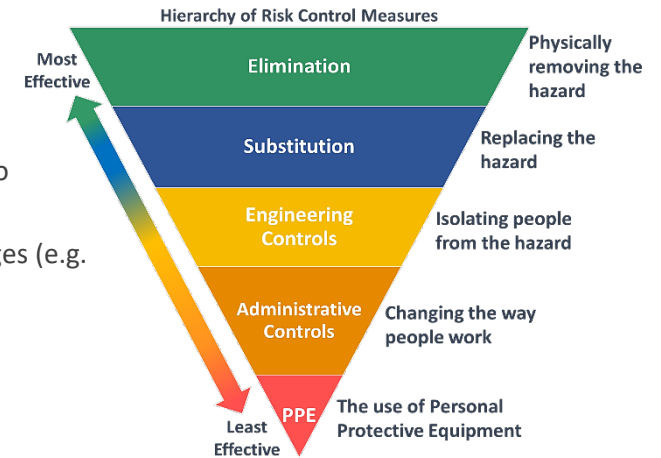 Hierarchy of Risk Control Measures
Most
Effective
Elimination
Physically
removing the
hazard
Substitution
Replacing the
hazard
o
Engineering
Controls
Isolating people
from the hazard
ges (e.g.
Administrative
Controls
Changing the way
people work
PPE
The use of Personal
Protective Equipment
Least
Effective